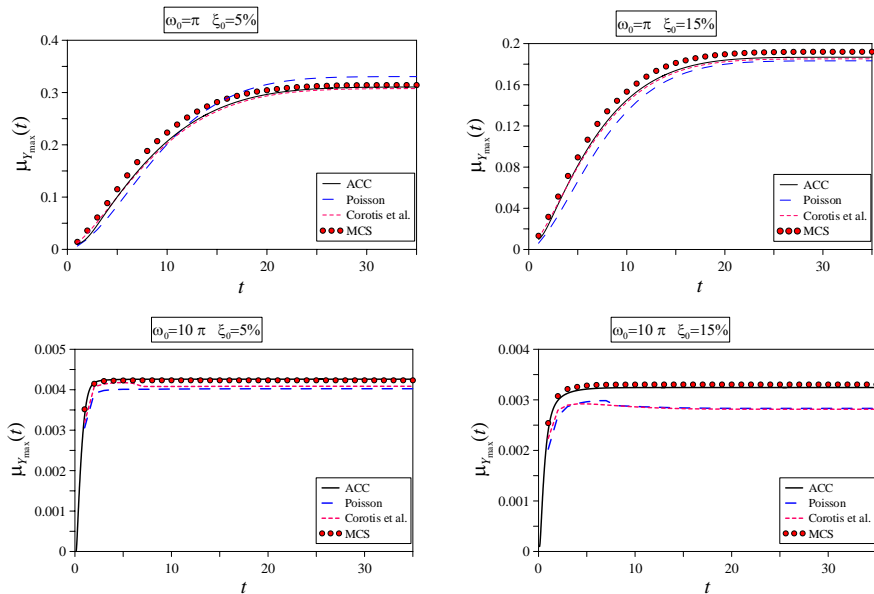 ω₀=π ξ₀=5%
0.4
0.3
0.2
0.1
0
μ_Ymax(t)
ACC
Poisson
Corotis et al.
MCS
0
10
20
30
t
ω₀=π ξ₀=15%
0.2
0.16
0.12
0.08
0.04
0
μ_Ymax(t)
ACC
Poisson
Corotis et al.
MCS
0
10
20
30
t
ω₀=10 π ξ₀=5%
0.005
0.004
0.003
0.002
0.001
0
μ_Ymax(t)
ACC
Poisson
Corotis et al.
MCS
0
10
20
30
t
ω₀=10 π ξ₀=15%
0.004
0.003
0.002
0.001
0
μ_Ymax(t)
ACC
Poisson
Corotis et al.
MCS
0
10
20
30
t